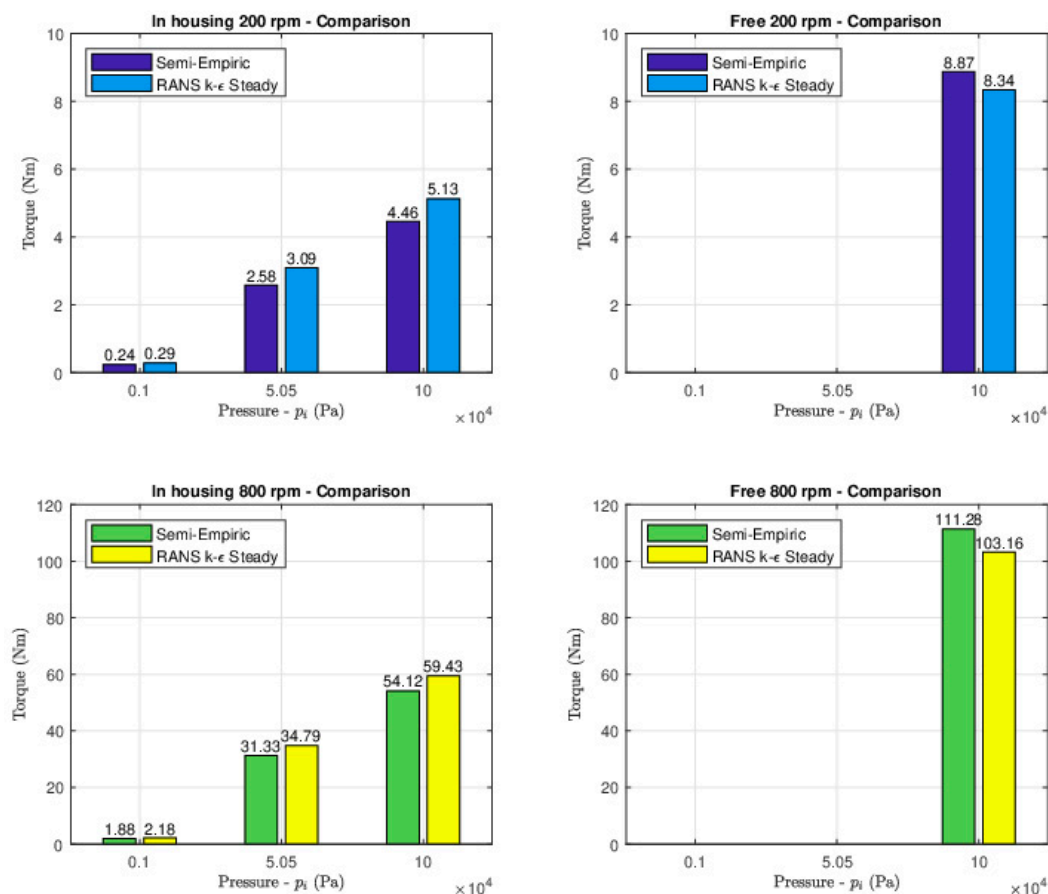 In housing 200 rpm - Comparison
10
8
6
4
2
0
Torque (Nm)
Semi-Empiric
RANS k-ϵ Steady
0.24
0.29
2.58
3.09
4.46
5.13
0.1
5.05
10
Pressure - pᵢ (Pa)
×10⁴
Free 200 rpm - Comparison
10
8
6
4
2
0
Torque (Nm)
Semi-Empiric
RANS k-ϵ Steady
8.87
8.34
0.1
5.05
10
Pressure - pᵢ (Pa)
×10⁴
In housing 800 rpm - Comparison
120
100
80
60
40
20
0
Torque (Nm)
Semi-Empiric
RANS k-ϵ Steady
1.88
2.18
31.33
34.79
54.12
59.43
0.1
5.05
10
Pressure - pᵢ (Pa)
×10⁴
Free 800 rpm - Comparison
120
100
80
60
40
20
0
Torque (Nm)
Semi-Empiric
RANS k-ϵ Steady
111.28
103.16
0.1
5.05
10
Pressure - pᵢ (Pa)
×10⁴